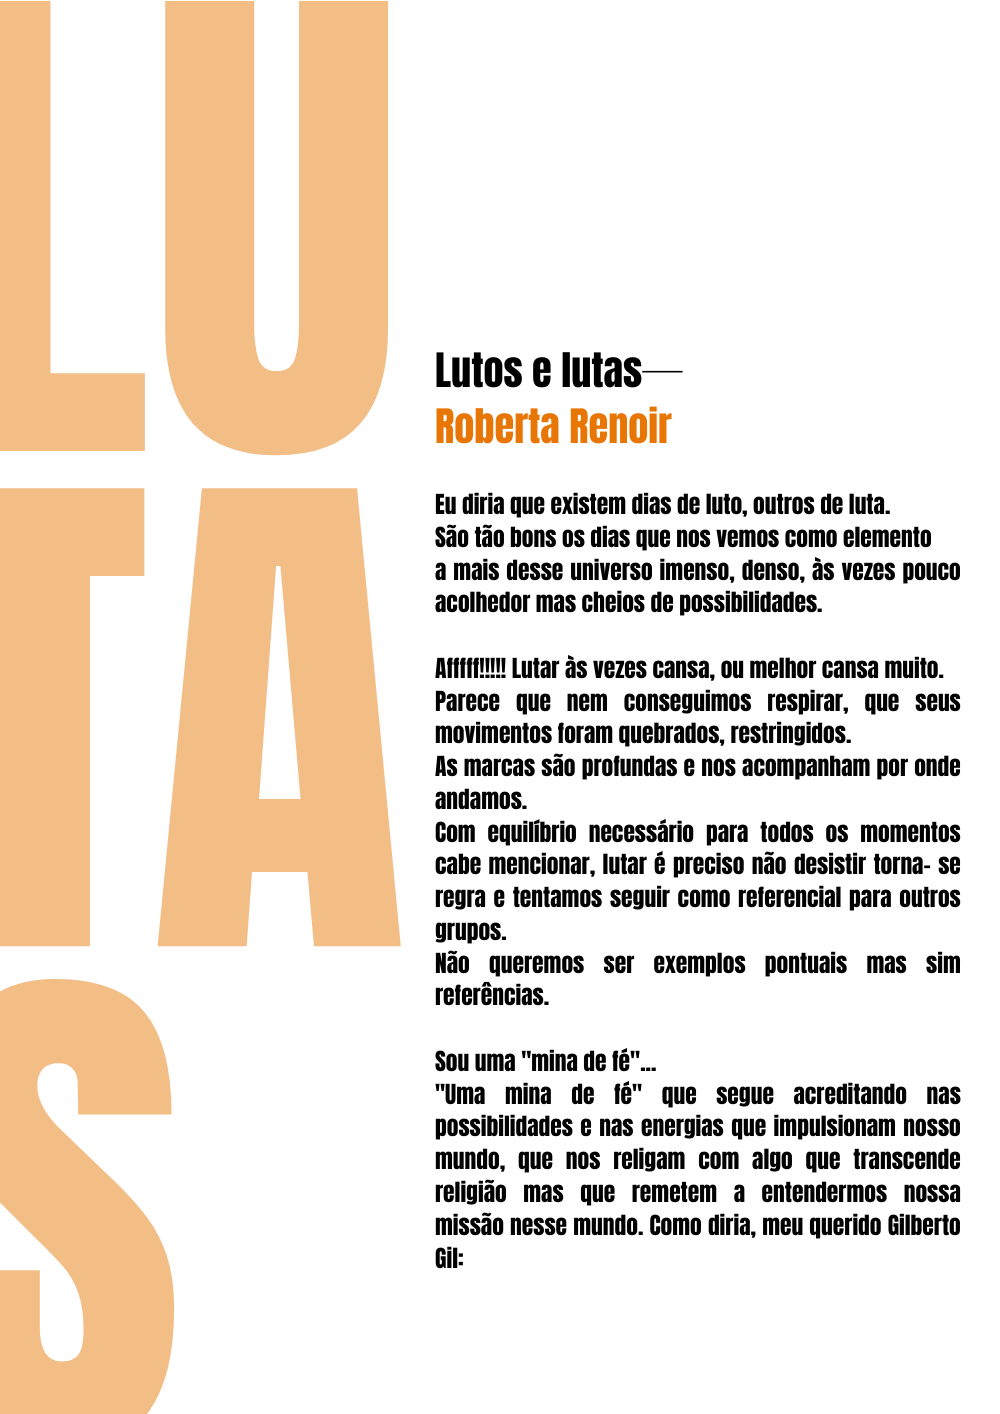 LU
TA
S
Lutos e lutas—
Roberta Renoir
Eu diria que existem dias de luto, outros de luta.
São tão bons os dias que nos vemos como elemento
a mais desse universo imenso, denso, às vezes pouco
acolhedor mas cheios de possibilidades.
Afffff!!!!! Lutar às vezes cansa, ou melhor cansa muito.
Parece que nem conseguimos respirar, que seus
movimentos foram quebrados, restringidos.
As marcas são profundas e nos acompanham por onde
andamos.
Com equilíbrio necessário para todos os momentos
cabe mencionar, lutar é preciso não desistir torna- se
regra e tentamos seguir como referencial para outros
grupos.
Não queremos ser exemplos pontuais mas sim
referências.
Sou uma "mina de fé"...
"Uma mina de fé" que segue acreditando nas
possibilidades e nas energias que impulsionam nosso
mundo, que nos religam com algo que transcende
religião mas que remetem a entendermos nossa
missão nesse mundo. Como diria, meu querido Gilberto
Gil: